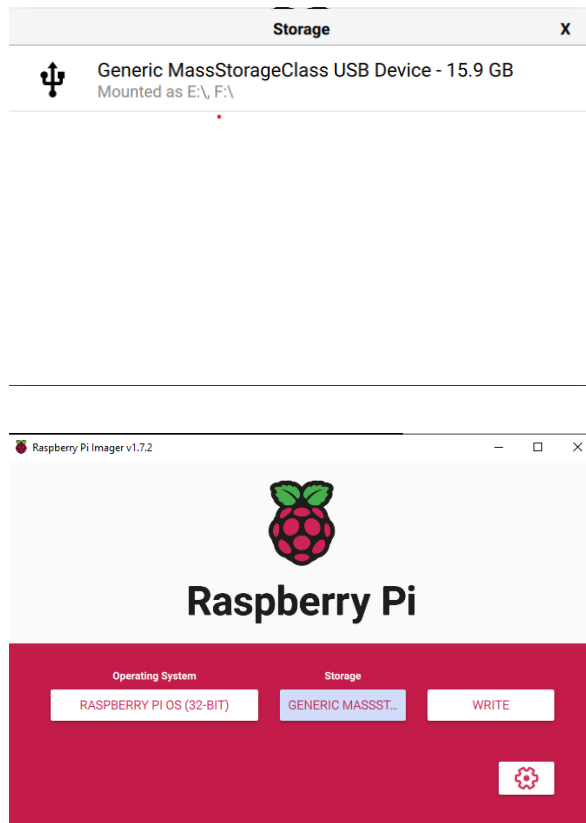 Storage X
Generic MassStorageClass USB Device - 15.9 GB
Mounted as E:\, F:\
Raspberry Pi Imager v1.7.2
Raspberry Pi
Operating System Storage
RASPBERRY PI OS (32-BIT) GENERIC MASSST... WRITE